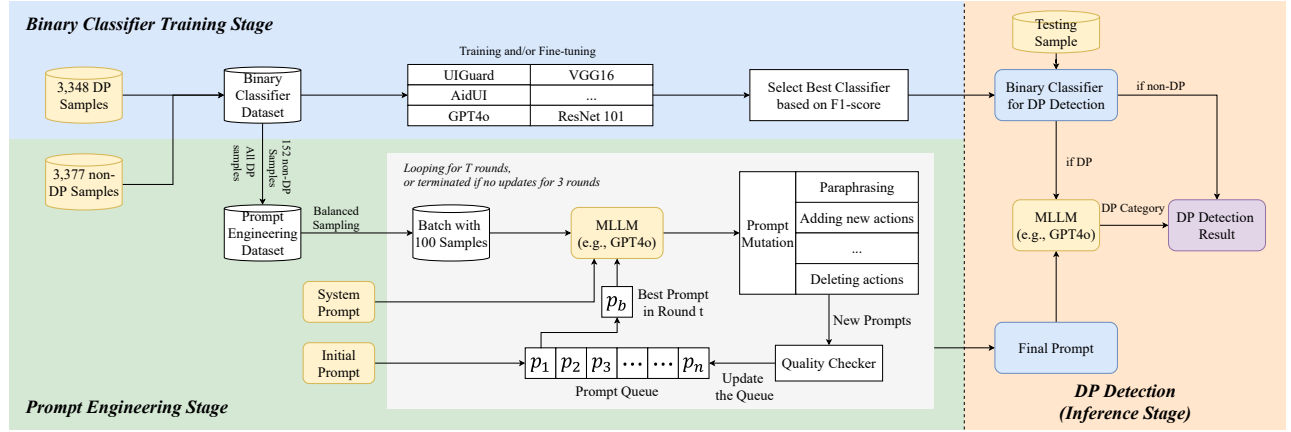 Binary Classifier Training Stage
Training and/or Fine-tuning
3,348 DP
Samples
3,377 non-
DP Samples
Binary
Classifier
Dataset
UIGuard
VGG16
AidUI
...
GPT4o
ResNet 101
Select Best Classifier
based on F1-score
152 non-DP
Samples
All DP
samples
Prompt
Engineering
Dataset
Balanced
Sampling
Looping for T rounds,
or terminated if no updates for 3 rounds
Batch with
100 Samples
MLLM
(e.g., GPT4o)
Prompt
Mutation
Paraphrasing
Adding new actions
...
Deleting actions
System
Prompt
p_b
Best Prompt
in Round t
New Prompts
Initial
Prompt
p_1 p_2 p_3 ... ... p_n
Prompt Queue
Update
the Queue
Quality Checker
Prompt Engineering Stage
Testing
Sample
Binary Classifier
for DP Detection
if non-DP
if DP
MLLM
(e.g., GPT4o)
DP Category
DP Detection
Result
Final Prompt
DP Detection
(Inference Stage)